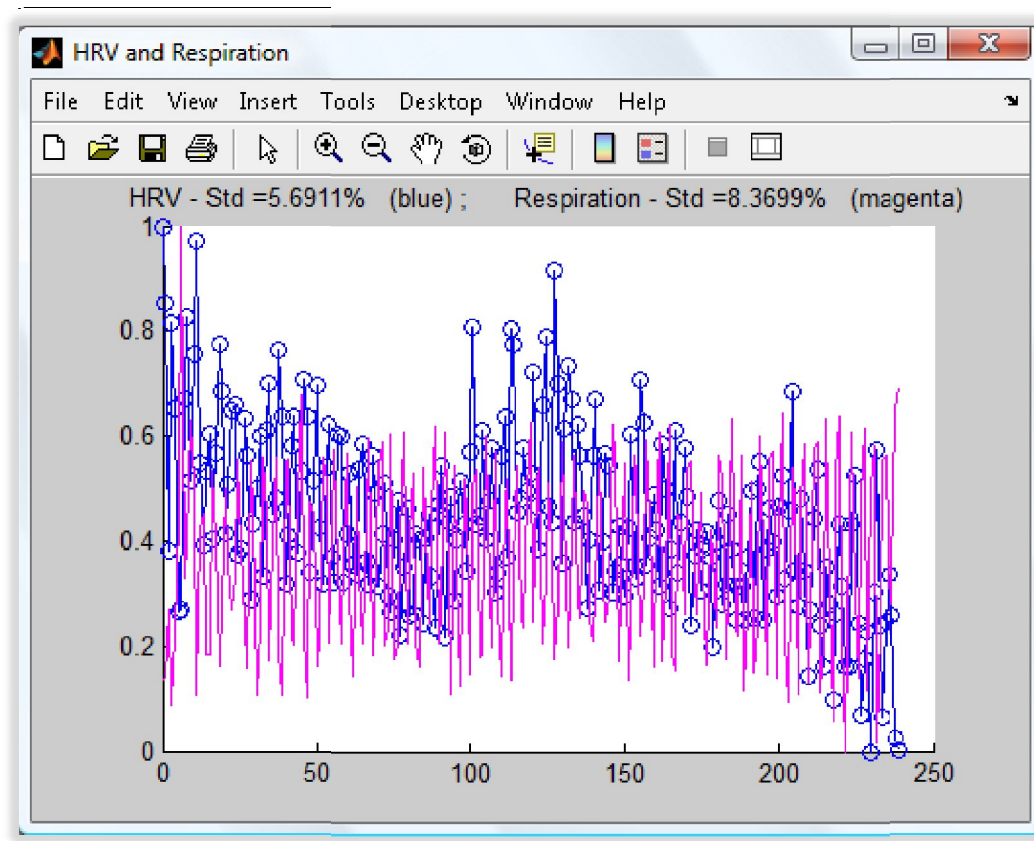 HRV and Respiration
File Edit View Insert Tools Desktop Window Help
HRV - Std =5.6911% (blue) ; Respiration - Std =8.3699% (magenta)
1
0.8
0.6
0.4
0.2
0
0 50 100 150 200 250